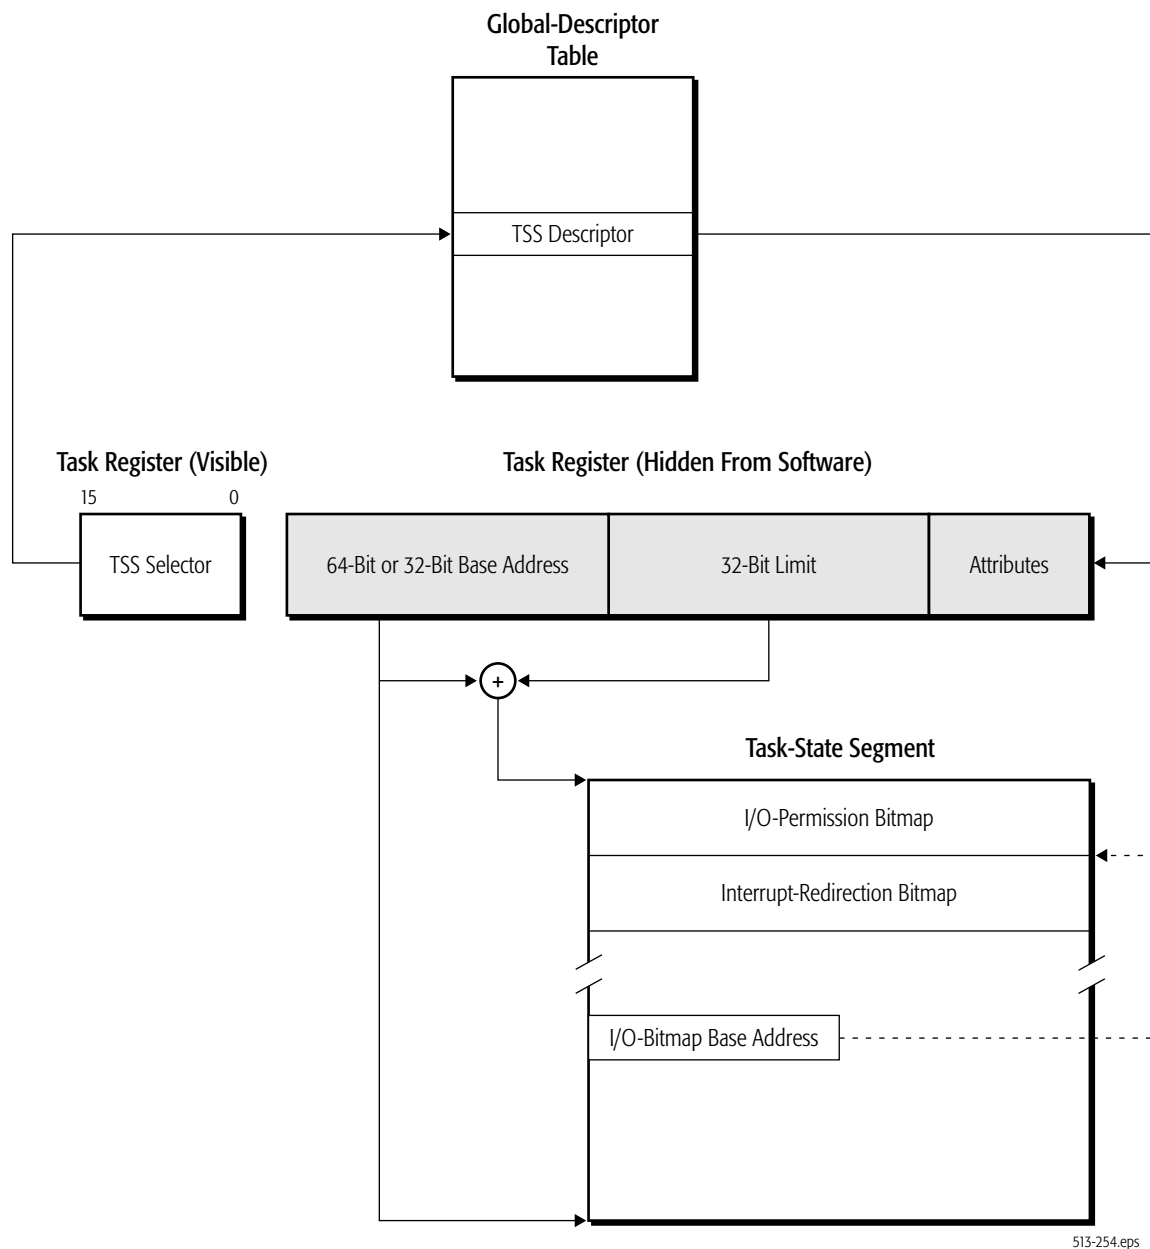 Global-Descriptor
Table
TSS Descriptor
Task Register (Visible)
Task Register (Hidden From Software)
15 0
TSS Selector
64-Bit or 32-Bit Base Address
32-Bit Limit
Attributes
+
Task-State Segment
I/O-Permission Bitmap
Interrupt-Redirection Bitmap
I/O-Bitmap Base Address
513-254.eps